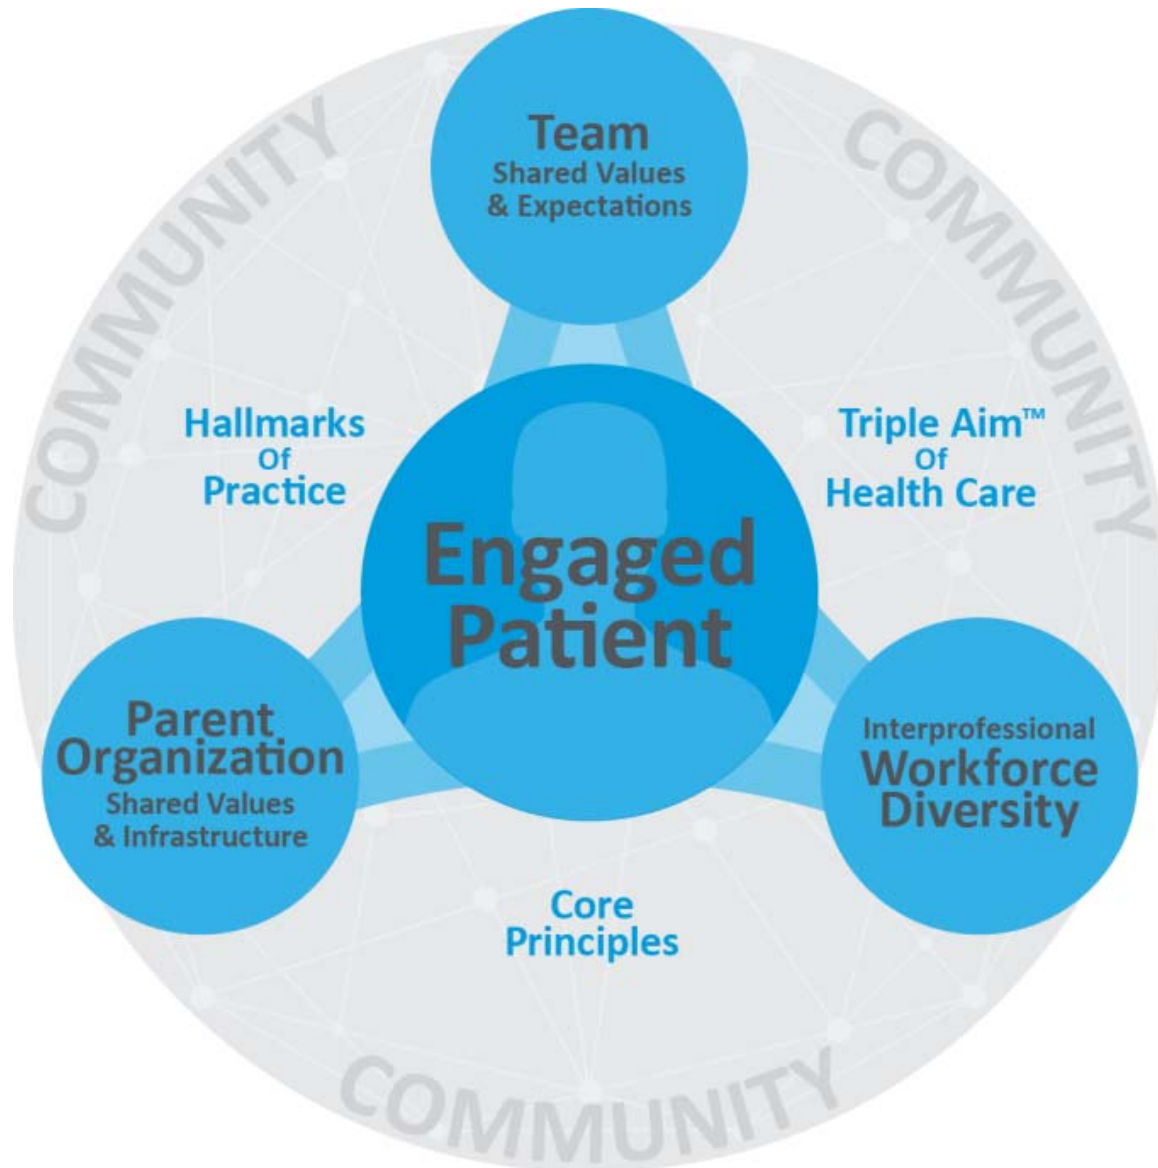 Team
Shared Values
& Expectations
COMMUNITY
COMMUNITY
Hallmarks
Of
Practice
Triple Aim™
Of
Health Care
Engaged
Patient
Parent
Organization
Shared Values
& Infrastructure
Interprofessional
Workforce
Diversity
Core
Principles
COMMUNITY